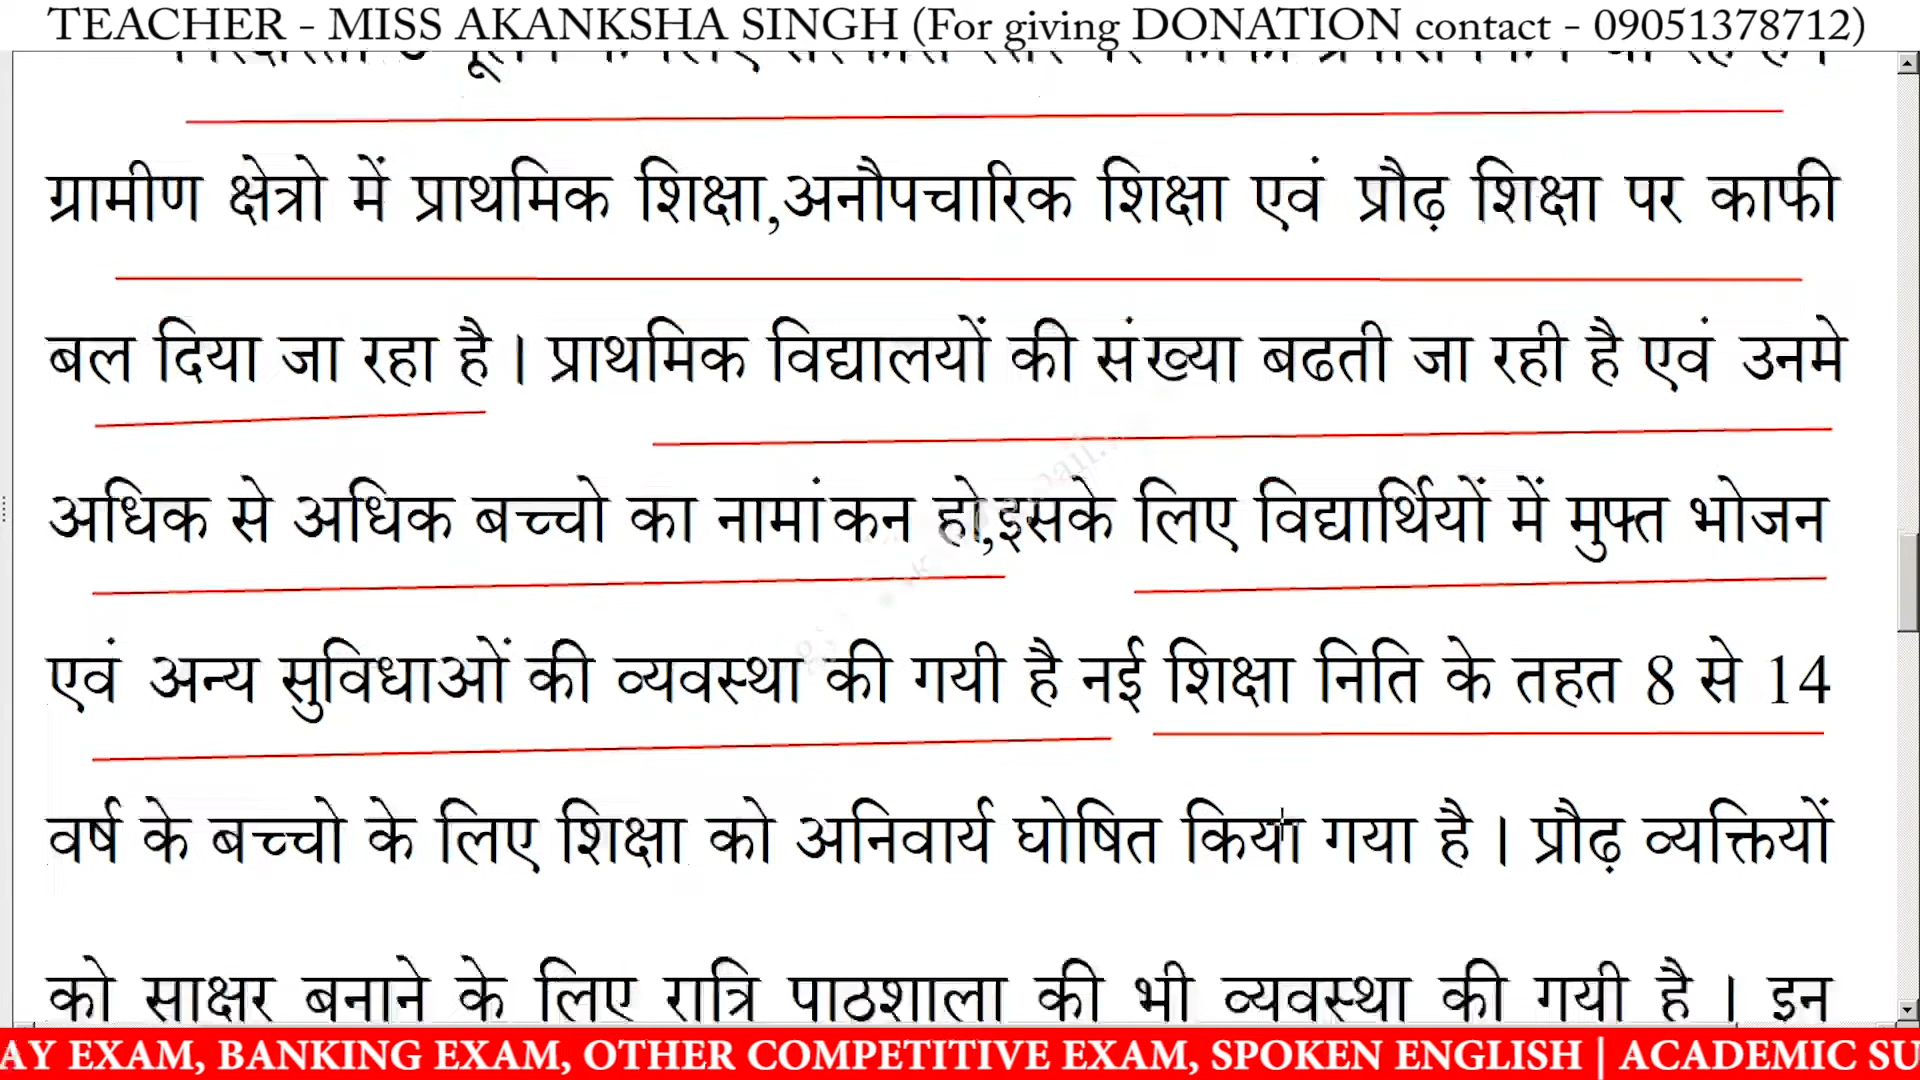 TEACHER - MISS AKANKSHA SINGH (For giving DONATION contact - 09051378712)
ग्रामीण क्षेत्रो में प्राथमिक शिक्षा,अनौपचारिक शिक्षा एवं प्रौढ़ शिक्षा पर काफी
बल दिया जा रहा है । प्राथमिक विद्यालयों की संख्या बढती जा रही है एवं उनमे
अधिक से अधिक बच्चो का नामांकन हो,इसके लिए विद्यार्थियों में मुफ्त भोजन
एवं अन्य सुविधाओं की व्यवस्था की गयी है नई शिक्षा निति के तहत 8 से 14
वर्ष के बच्चो के लिए शिक्षा को अनिवार्य घोषित किया गया है । प्रौढ़ व्यक्तियों
को साक्षर बनाने के लिए रात्रि पाठशाला की भी व्यवस्था की गयी है । इन
AY EXAM, BANKING EXAM, OTHER COMPETITIVE EXAM, SPOKEN ENGLISH | ACADEMIC SU